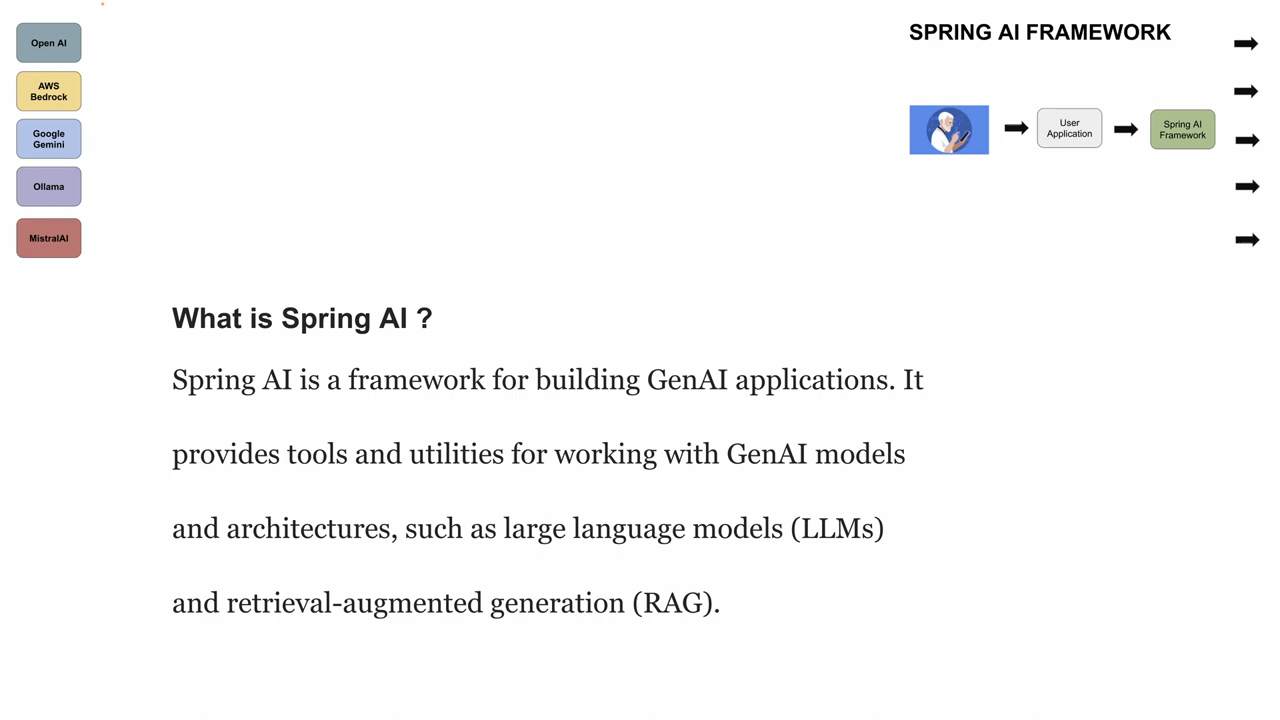 Open AI
AWS
Bedrock
Google
Gemini
Ollama
MistralAI
SPRING AI FRAMEWORK
User
Application
Spring AI
Framework
What is Spring AI ?
Spring AI is a framework for building GenAI applications. It
provides tools and utilities for working with GenAI models
and architectures, such as large language models (LLMs)
and retrieval-augmented generation (RAG).